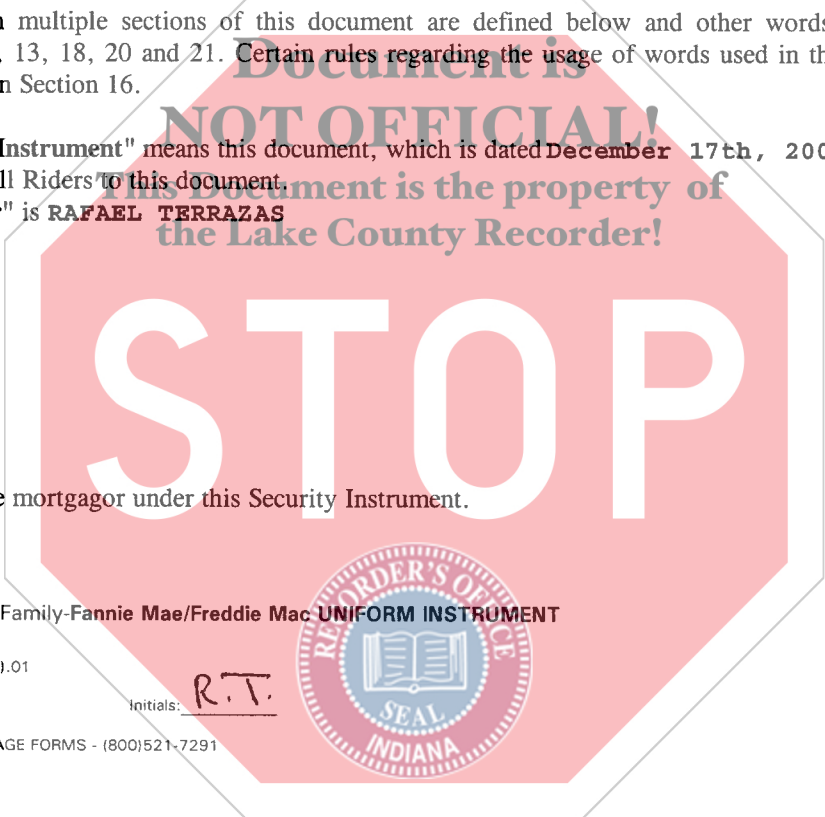 multiple sections of this document are defined below and other words
13, 18, 20 and 21. Certain rules regarding the usage of words used in th
n Section 16.
Document is
NOT OFFICIAL!
This Document is the property of
the Lake County Recorder!
Instrument" means this document, which is dated December 17th, 200
ll Riders to this document.
" is RAFAEL TERRAZAS
STOP
e mortgagor under this Security Instrument.
Family-Fannie Mae/Freddie Mac UNIFORM INSTRUMENT
).01
Initials: R.T.
AGE FORMS - (800)521-7291
RECORDER'S OFFICE
SEAL
INDIANA